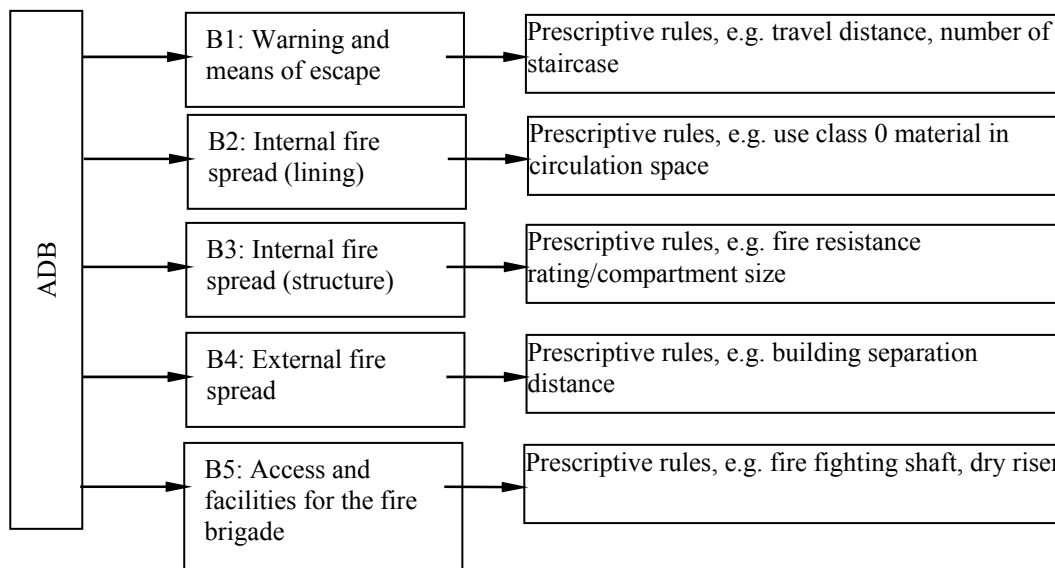 ADB
B1: Warning and
means of escape
Prescriptive rules, e.g. travel distance, number of
staircase
B2: Internal fire
spread (lining)
Prescriptive rules, e.g. use class 0 material in
circulation space
B3: Internal fire
spread (structure)
Prescriptive rules, e.g. fire resistance
rating/compartment size
B4: External fire
spread
Prescriptive rules, e.g. building separation
distance
B5: Access and
facilities for the fire
brigade
Prescriptive rules, e.g. fire fighting shaft, dry riser